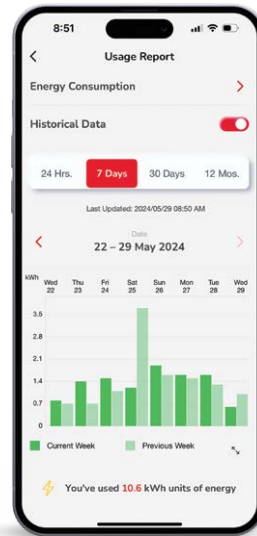 8:51
Usage Report
Energy Consumption
Historical Data
24 Hrs. 7 Days 30 Days 12 Mos.
Last Updated: 2024/05/29 08:50 AM
Date
22 – 29 May 2024
kWh Wed Thu Fri Sat Sun Mon Tue Wed
22 23 24 25 26 27 28 29
3.5
2.8
2.1
1.4
0.7
0
Current Week Previous Week
You've used 10.6 kWh units of energy